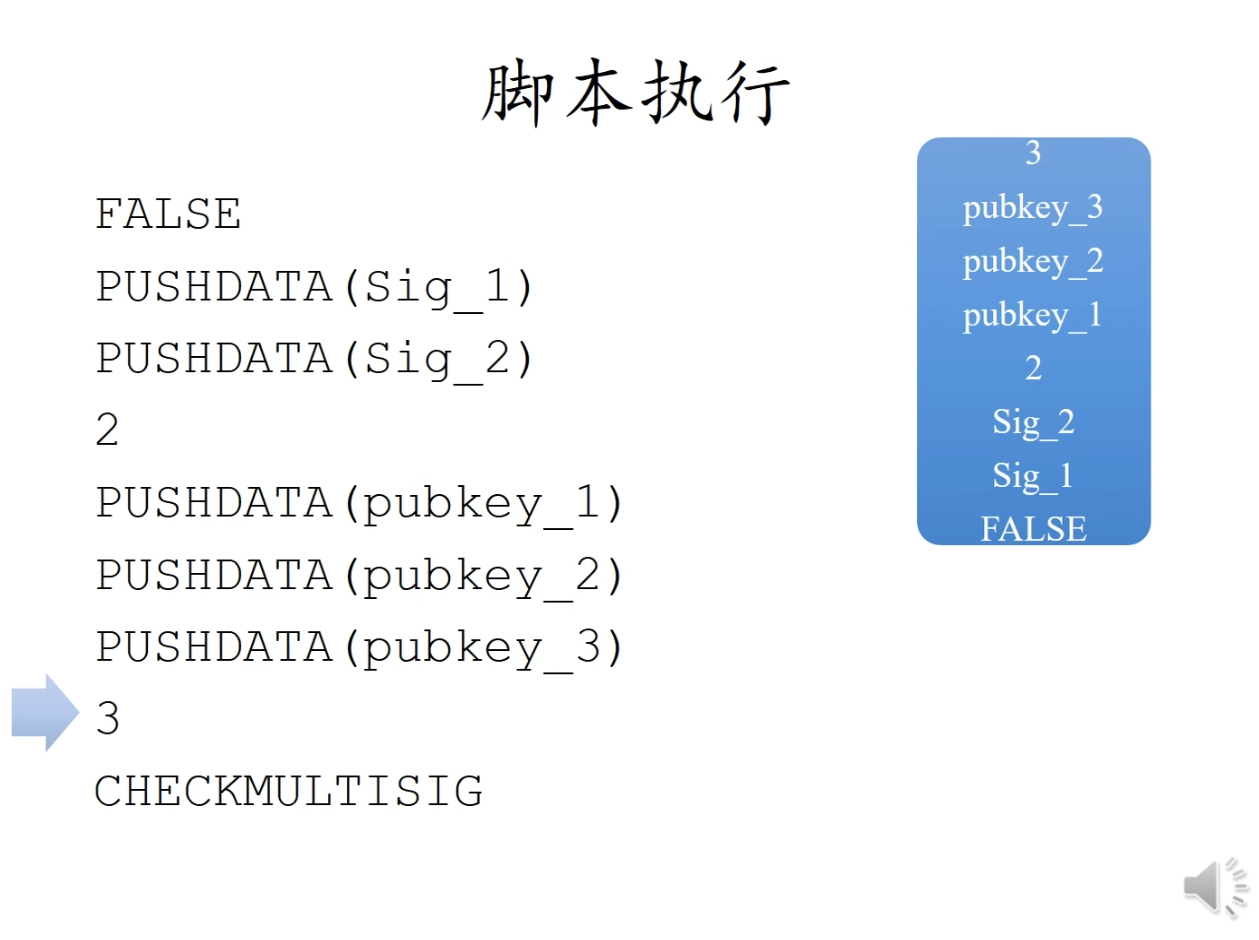 脚本执行
FALSE
PUSHDATA(Sig_1)
PUSHDATA(Sig_2)
2
PUSHDATA(pubkey_1)
PUSHDATA(pubkey_2)
PUSHDATA(pubkey_3)
3
CHECKMULTISIG
3
pubkey_3
pubkey_2
pubkey_1
2
Sig_2
Sig_1
FALSE